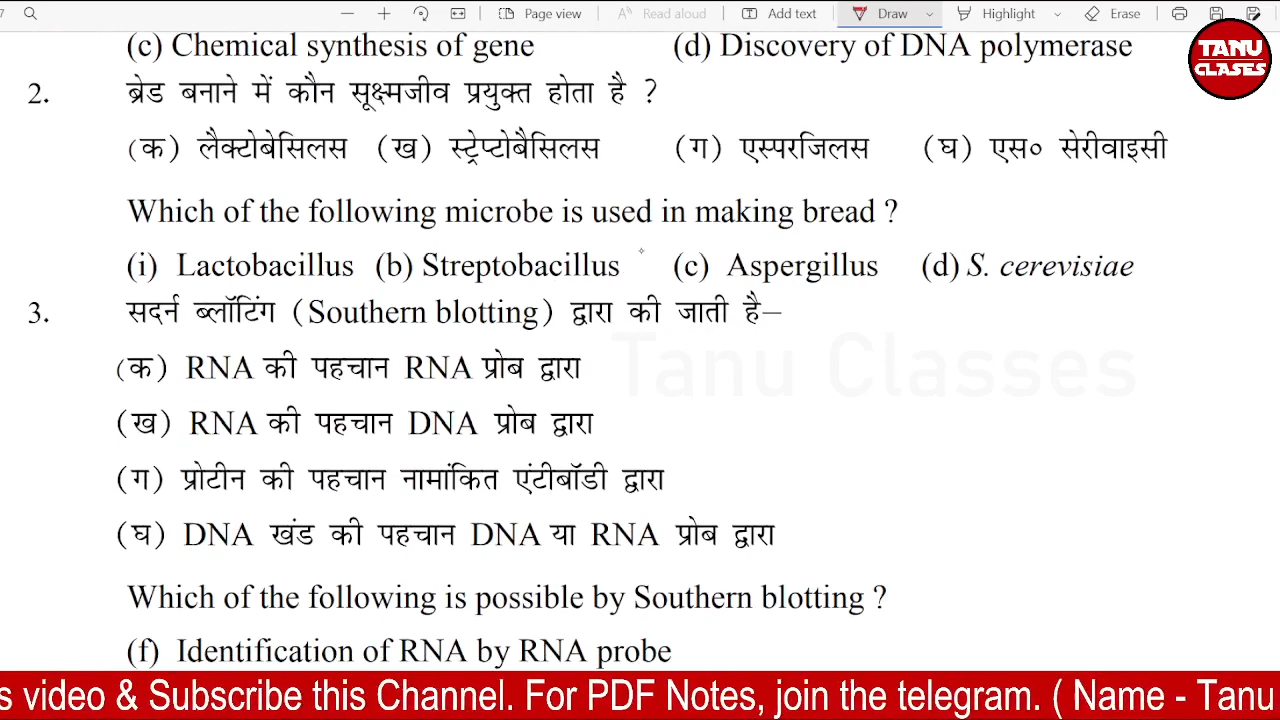 Page view
Read aloud
Add text
Draw
Highlight
Erase
TANU
CLASES
(c) Chemical synthesis of gene (d) Discovery of DNA polymerase
2. ब्रेड बनाने में कौन सूक्ष्मजीव प्रयुक्त होता है ?
(क) लैक्टोबेसिलस (ख) स्ट्रेप्टोबैसिलस (ग) एस्परजिलस (घ) एस० सेरीवाइसी
Which of the following microbe is used in making bread ?
(i) Lactobacillus (b) Streptobacillus (c) Aspergillus (d) S. cerevisiae
3. सदर्न ब्लॉटिंग (Southern blotting) द्वारा की जाती है–
Tanu Classes
(क) RNA की पहचान RNA प्रोब द्वारा
(ख) RNA की पहचान DNA प्रोब द्वारा
(ग) प्रोटीन की पहचान नामांकित एंटीबॉडी द्वारा
(घ) DNA खंड की पहचान DNA या RNA प्रोब द्वारा
Which of the following is possible by Southern blotting ?
(f) Identification of RNA by RNA probe
s video & Subscribe this Channel. For PDF Notes, join the telegram. ( Name - Tanu